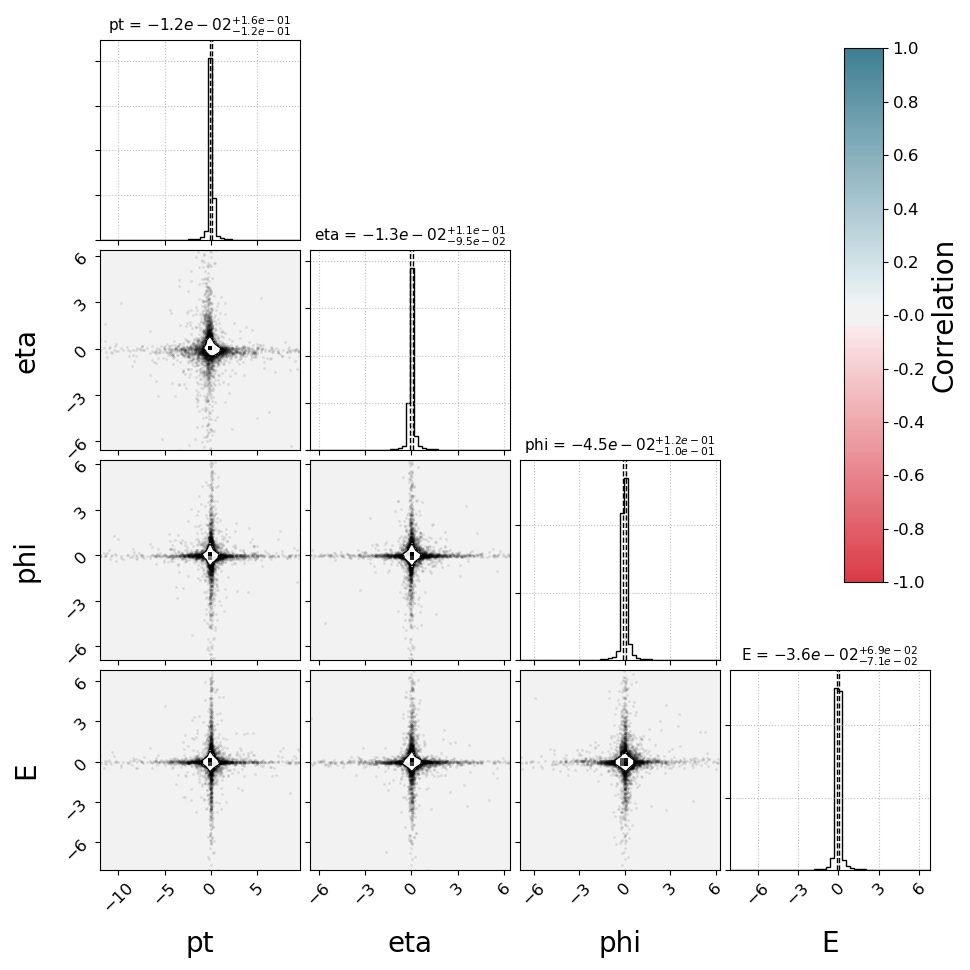 pt = −1.2e − 02+1.6e−01−1.2e−01
1.0
0.8
0.6
0.4
0.2
-0.0
-0.2
-0.4
-0.6
-0.8
-1.0
Correlation
eta = −1.3e − 02+1.1e−01−9.5e−02
6
3
0
−3
−6
eta
phi = −4.5e − 02+1.2e−01−1.0e−01
6
3
0
−3
−6
phi
E = −3.6e − 02+6.9e−02−7.1e−02
6
3
0
−3
−6
E
−10 −5 0 5
−6 −3 0 3 6
−6 −3 0 3 6
−6 −3 0 3 6
pt eta phi E